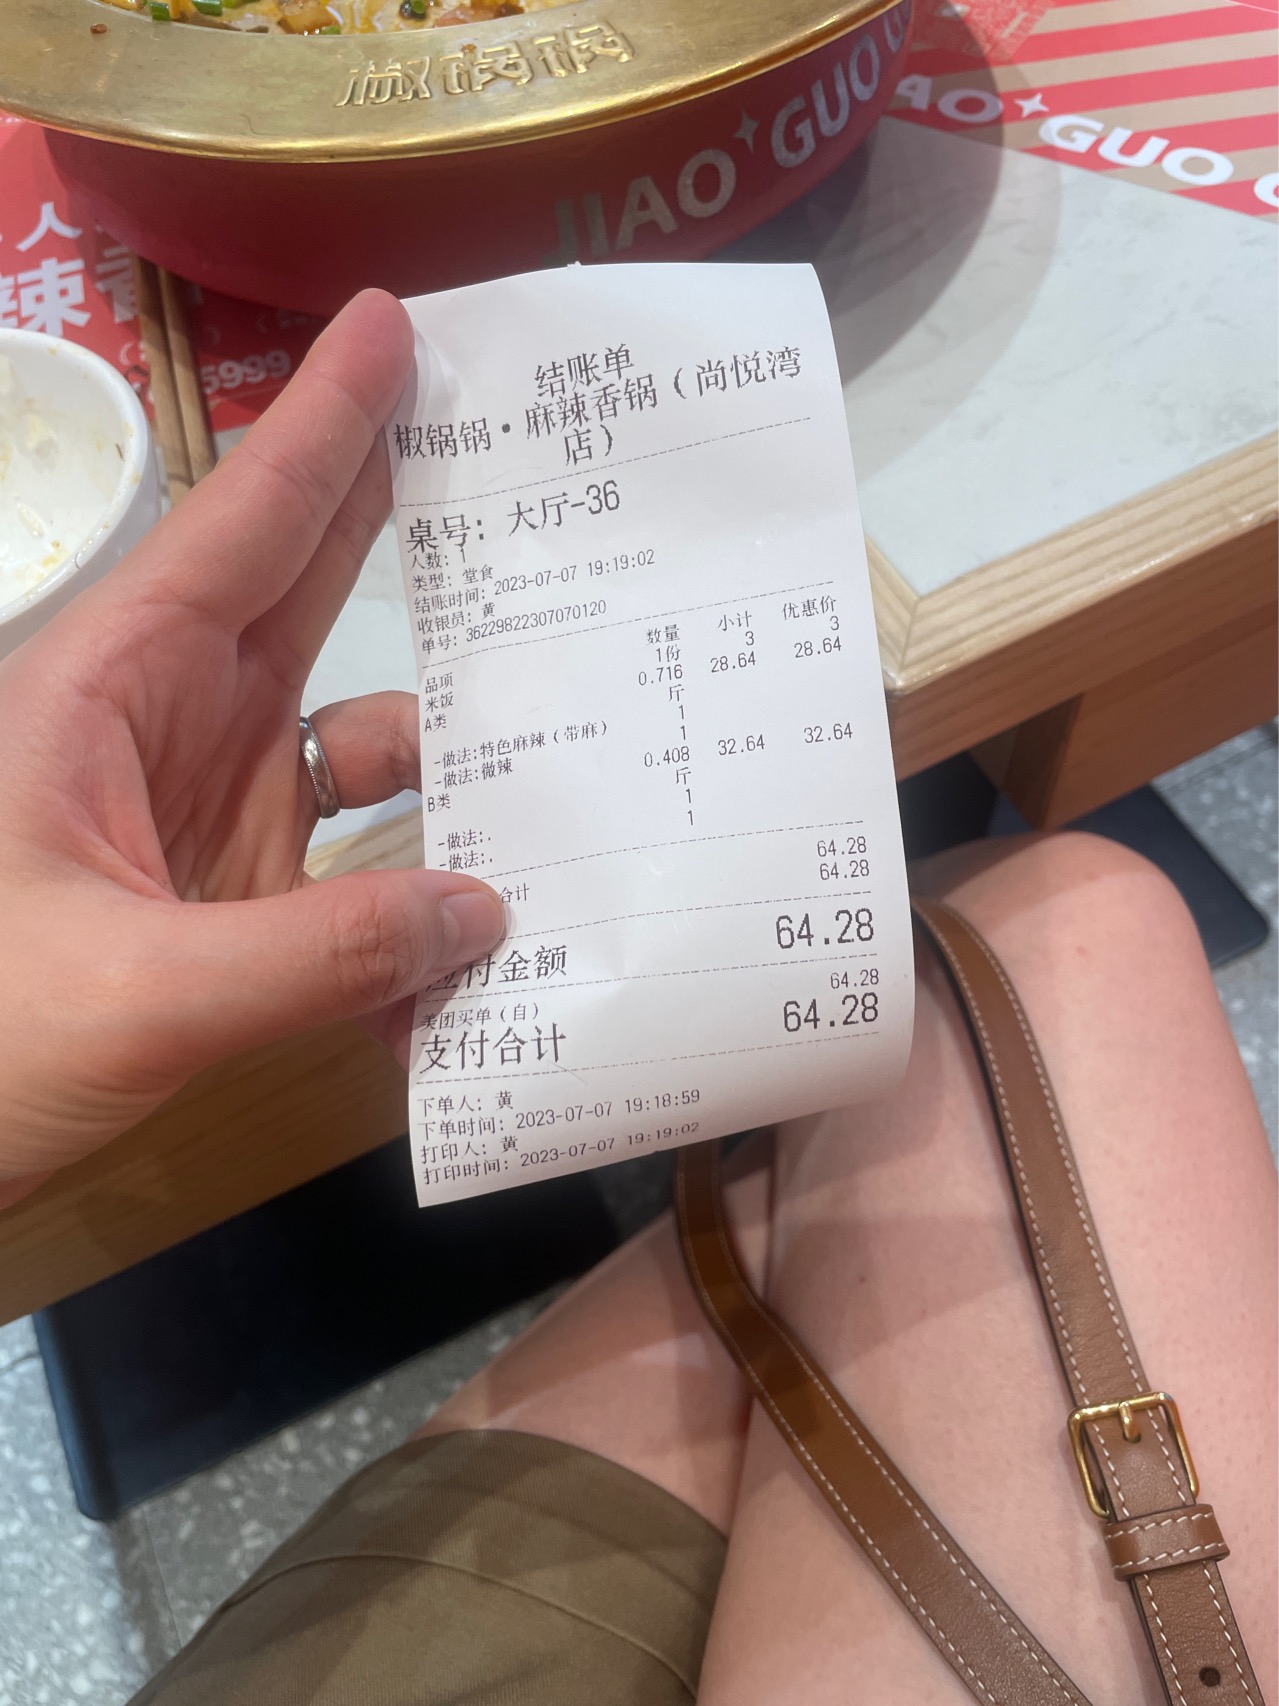 椒锅锅
JIAO GUO
AO GUO
人
辣香
5999
结账单
椒锅锅·麻辣香锅(尚悦湾
店)
桌号: 大厅-36
人数: 1
类型: 堂食
结账时间: 2023-07-07 19:19:02
收银员: 黄
单号: 36229822307070120
品项 数量 小计 优惠价
米饭 1份 3 3
A类 0.716 28.64 28.64
斤
-做法:特色麻辣(带麻) 1
-做法:微辣 1
B类 0.408 32.64 32.64
斤
-做法:. 1
-做法:. 1
64.28
合计 64.28
应付金额 64.28
美团买单(自) 64.28
支付合计 64.28
下单人: 黄
下单时间: 2023-07-07 19:18:59
打印人: 黄
打印时间: 2023-07-07 19:19:02